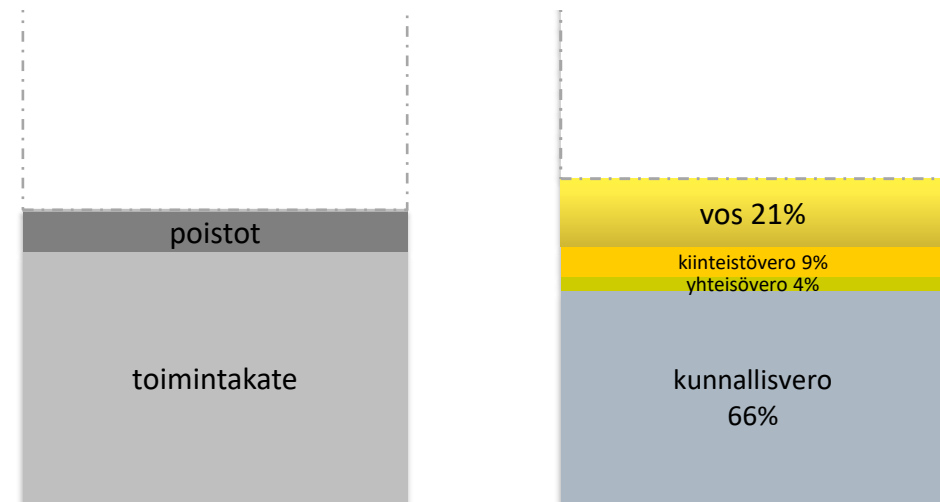 poistot
toimintakate
vos 21%
kiinteistövero 9%
yhteisövero 4%
kunnallisvero
66%